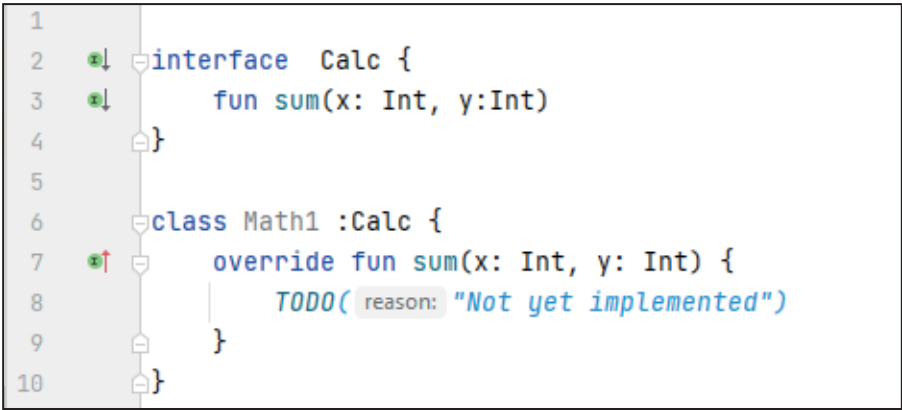 1
2 interface  Calc {
3     fun sum(x: Int, y:Int)
4 }
5
6 class Math1 :Calc {
7     override fun sum(x: Int, y: Int) {
8         TODO( reason: "Not yet implemented")
9     }
10 }